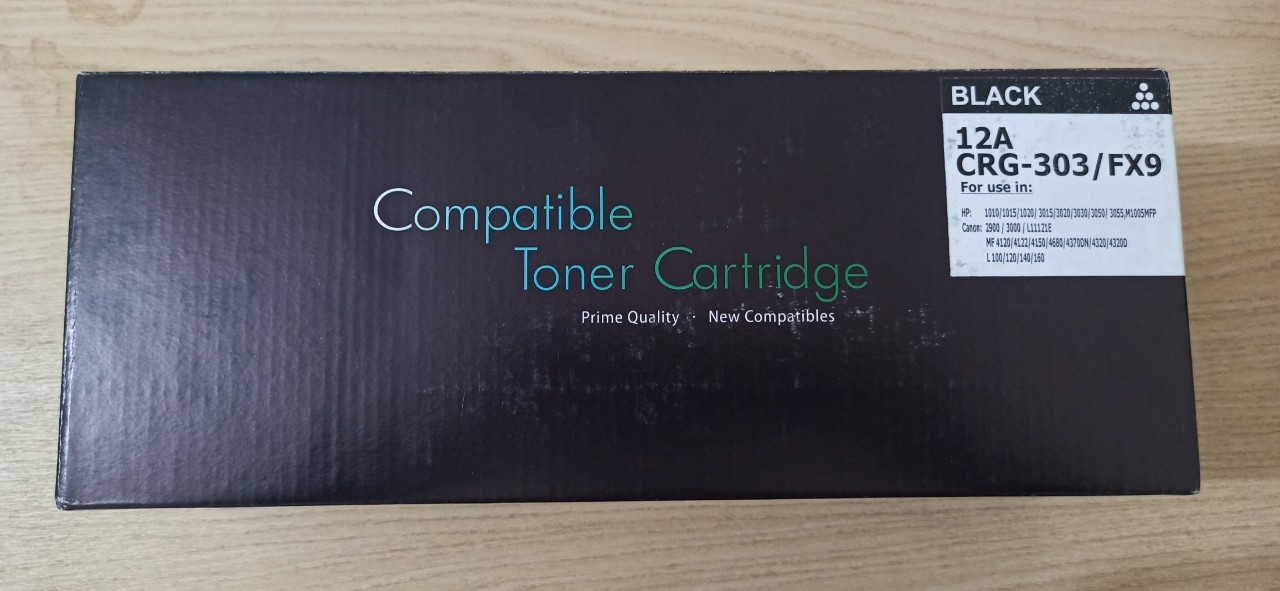 BLACK
12A
CRG-303/FX9
For use in:
HP: 1010/1015/1020/ 3015/3020/3030/3050/ 3055,M1005MFP
Canon: 2900 / 3000 / L11121E
MF 4120/4122/4150/4680/4370DN/4320/4320D
L 100/120/140/160
Compatible
Toner Cartridge
Prime Quality · New Compatibles